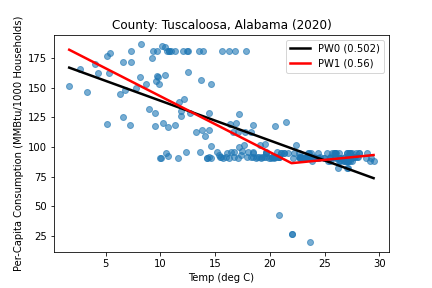 County: Tuscaloosa, Alabama (2020)
PW0 (0.502)
PW1 (0.56)
Per-Capita Consumption (MMBtu/1000 Households)
175
150
125
100
75
50
25
5 10 15 20 25 30
Temp (deg C)